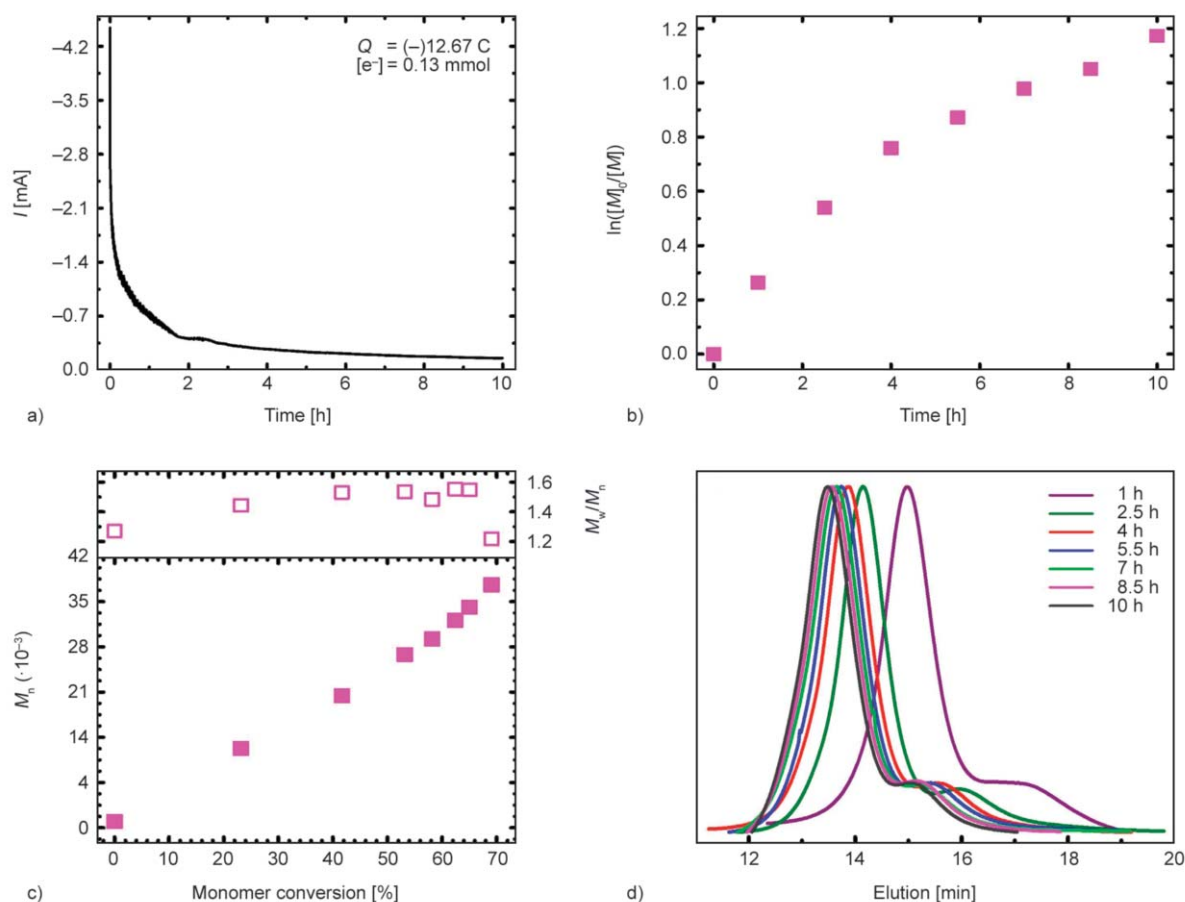 Q = (–)12.67 C
[e⁻] = 0.13 mmol
–4.2
–3.5
–2.8
–2.1
–1.4
–0.7
0.0
I [mA]
0 2 4 6 8 10
Time [h]
a)
1.2
1.0
0.8
0.6
0.4
0.2
0.0
ln([M]₀/[M])
0 2 4 6 8 10
Time [h]
b)
1.6
1.4
1.2
Mw/Mn
42
35
28
21
14
4
0
Mn (·10⁻³)
0 10 20 30 40 50 60 70
Monomer conversion [%]
c)
1 h
2.5 h
4 h
5.5 h
7 h
8.5 h
10 h
12 14 16 18 20
Elution [min]
d)